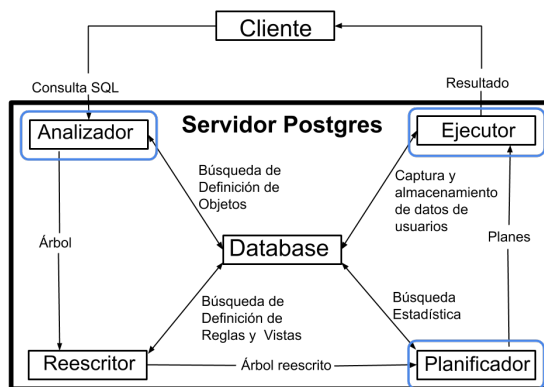 Cliente
Consulta SQL
Resultado
Analizador
Servidor Postgres
Ejecutor
Búsqueda de
Definición de
Objetos
Captura y
almacenamiento
de datos de
usuarios
Árbol
Database
Planes
Búsqueda de
Definición de
Reglas y Vistas
Búsqueda
Estadística
Reescritor
Árbol reescrito
Planificador